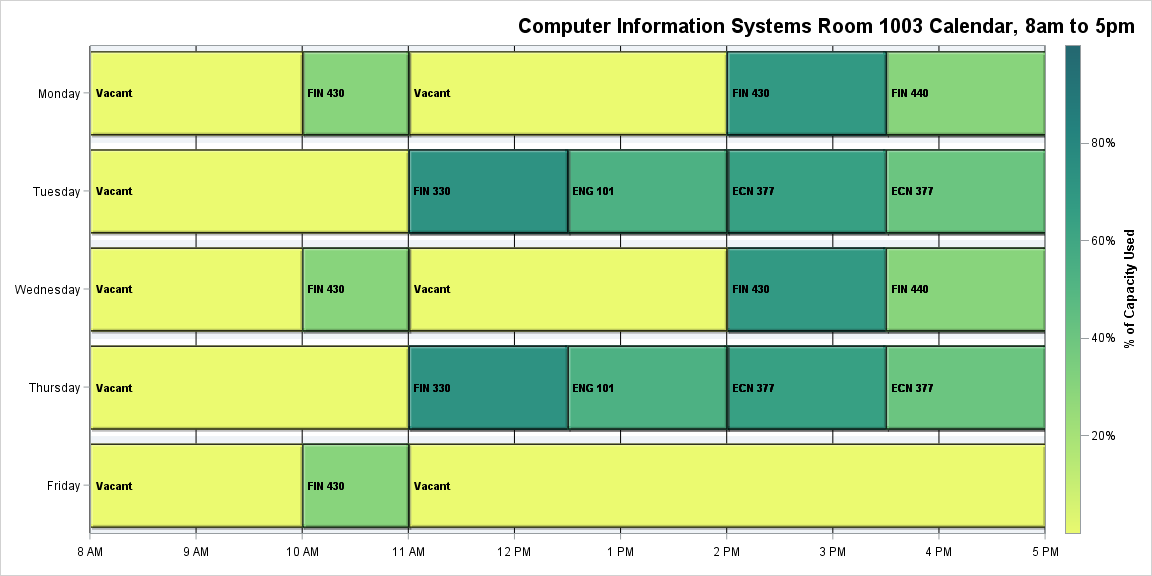 Computer Information Systems Room 1003 Calendar, 8am to 5pm
Monday Vacant FIN 430 Vacant FIN 430 FIN 440
Tuesday Vacant FIN 330 ENG 101 ECN 377 ECN 377
Wednesday Vacant FIN 430 Vacant FIN 430 FIN 440
Thursday Vacant FIN 330 ENG 101 ECN 377 ECN 377
Friday Vacant FIN 430 Vacant
8 AM 9 AM 10 AM 11 AM 12 PM 1 PM 2 PM 3 PM 4 PM 5 PM
80%
60%
40%
20%
% of Capacity Used